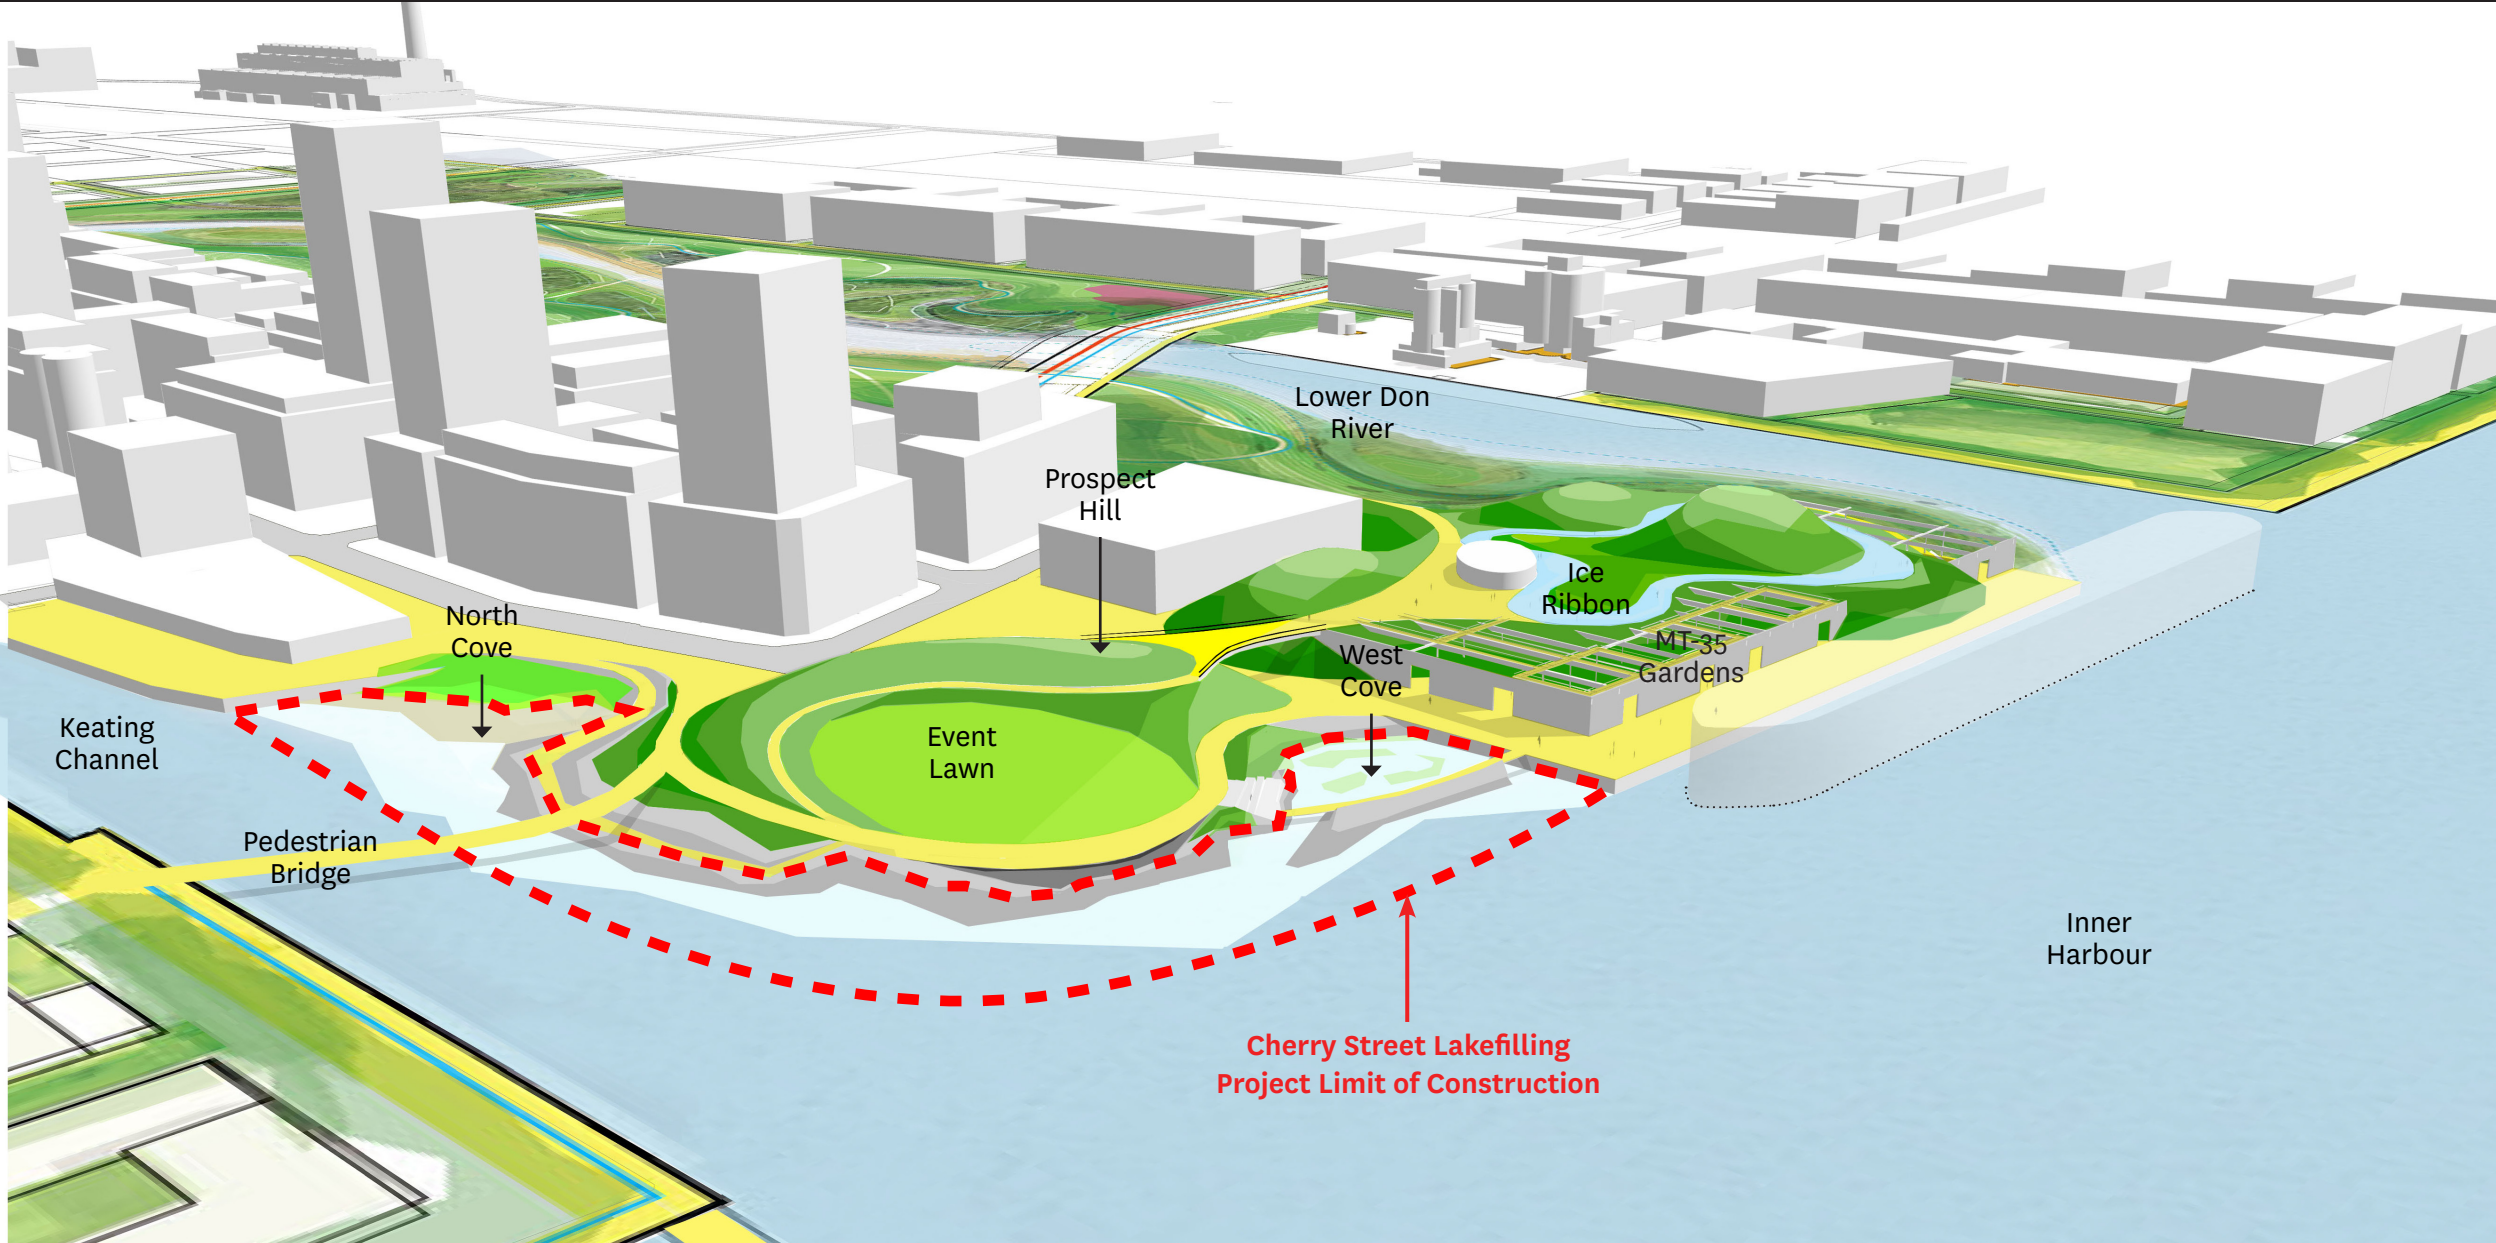 Lower Don
River
Prospect
Hill
Ice
Ribbon
North
Cove
MT-35
Gardens
West
Cove
Keating
Channel
Event
Lawn
Pedestrian
Bridge
Inner
Harbour
Cherry Street Lakefilling
Project Limit of Construction